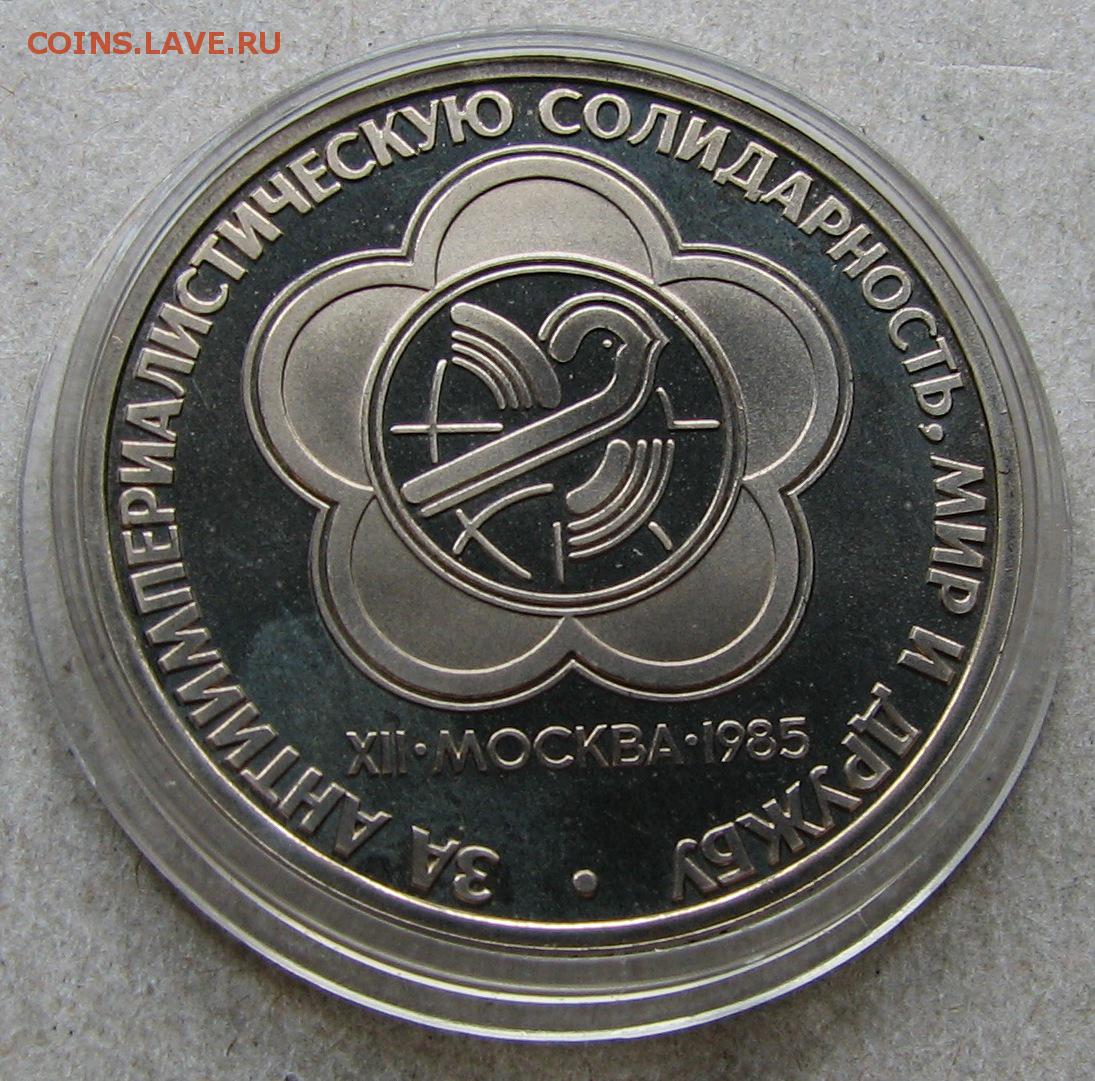 COINS.LAVE.RU
ЗА АНТИИМПЕРИАЛИСТИЧЕСКУЮ СОЛИДАРНОСТЬ, МИР И ДРУЖБУ •
XII•МОСКВА•1985